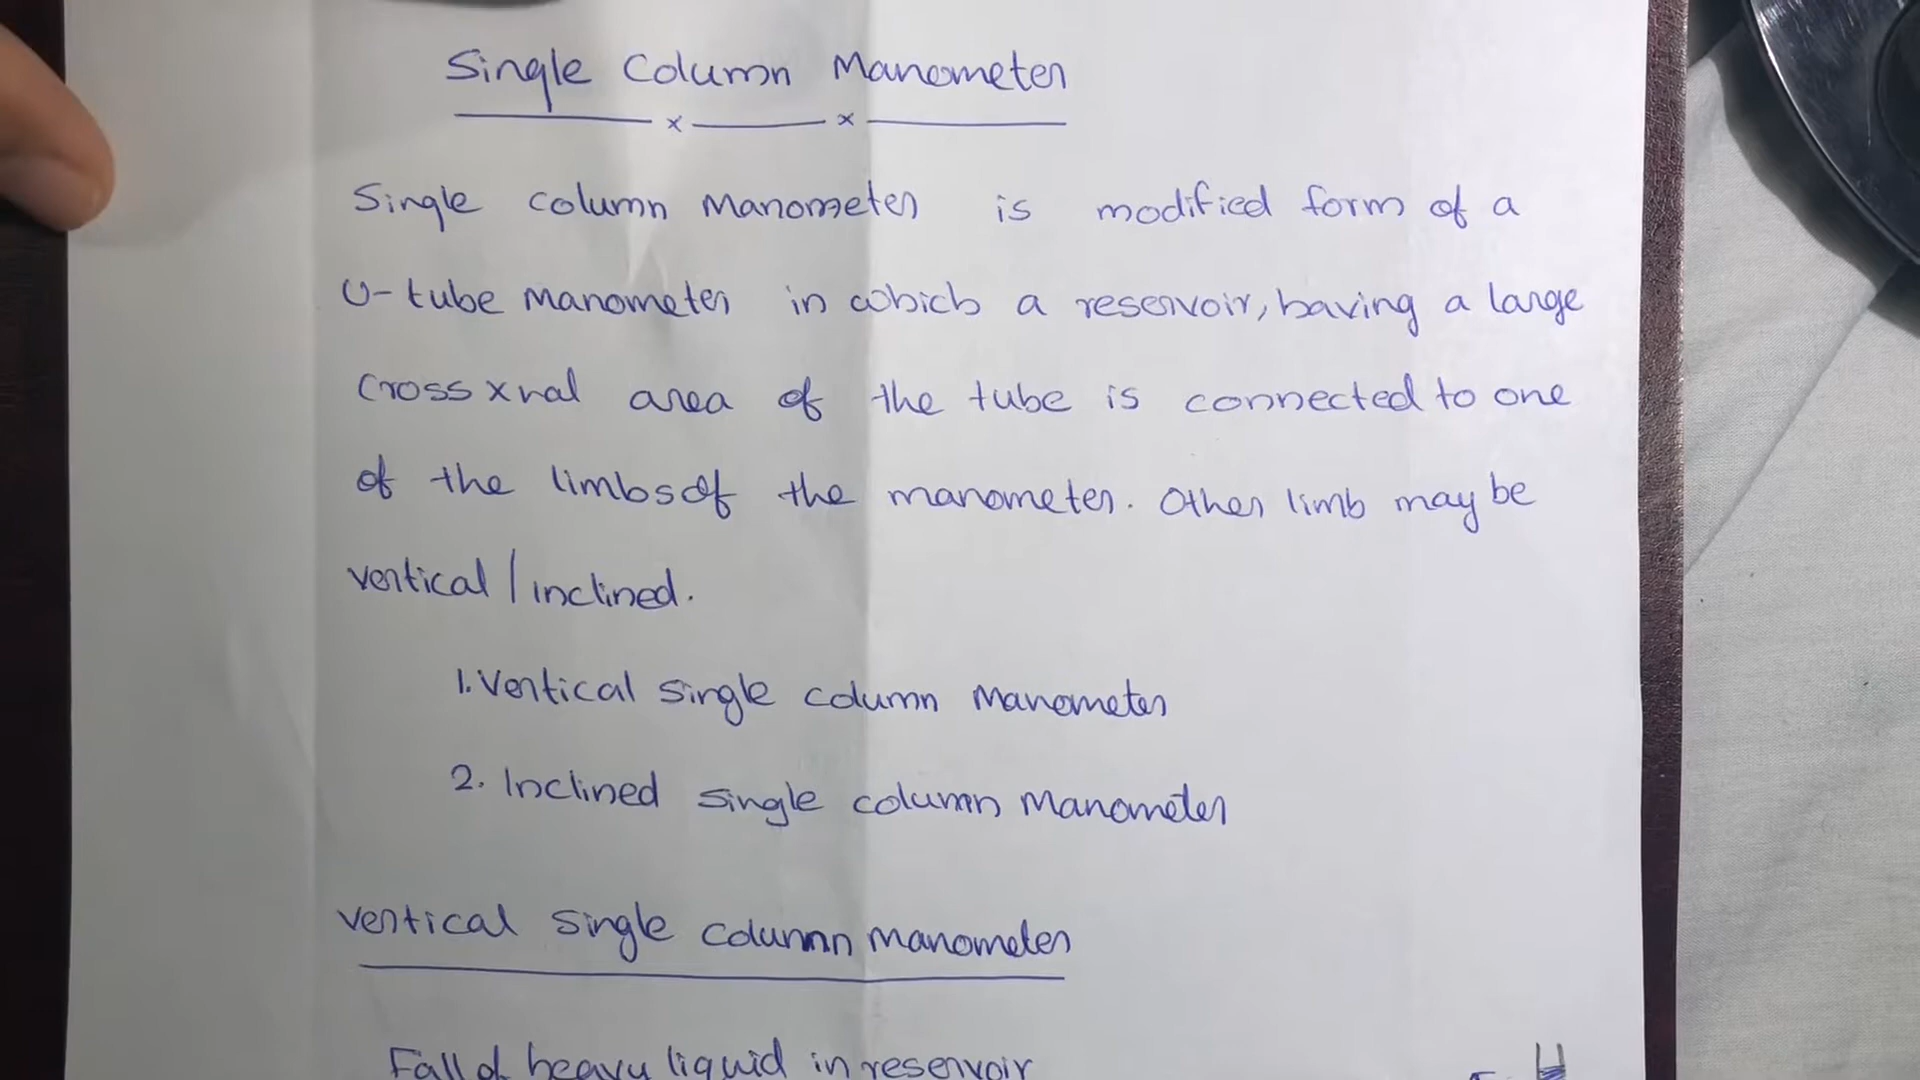 Single Column Manometer
Single column Manometer is modified form of a
U-tube manometer in which a reservoir, having a large
Cross xnal area of the tube is connected to one
of the limbs of the manometer. Other limb may be
vertical / inclined.
1. Vertical single column Manometer
2. Inclined single column Manometer
vertical single column manometer
Fall of heavy liquid in reservoir